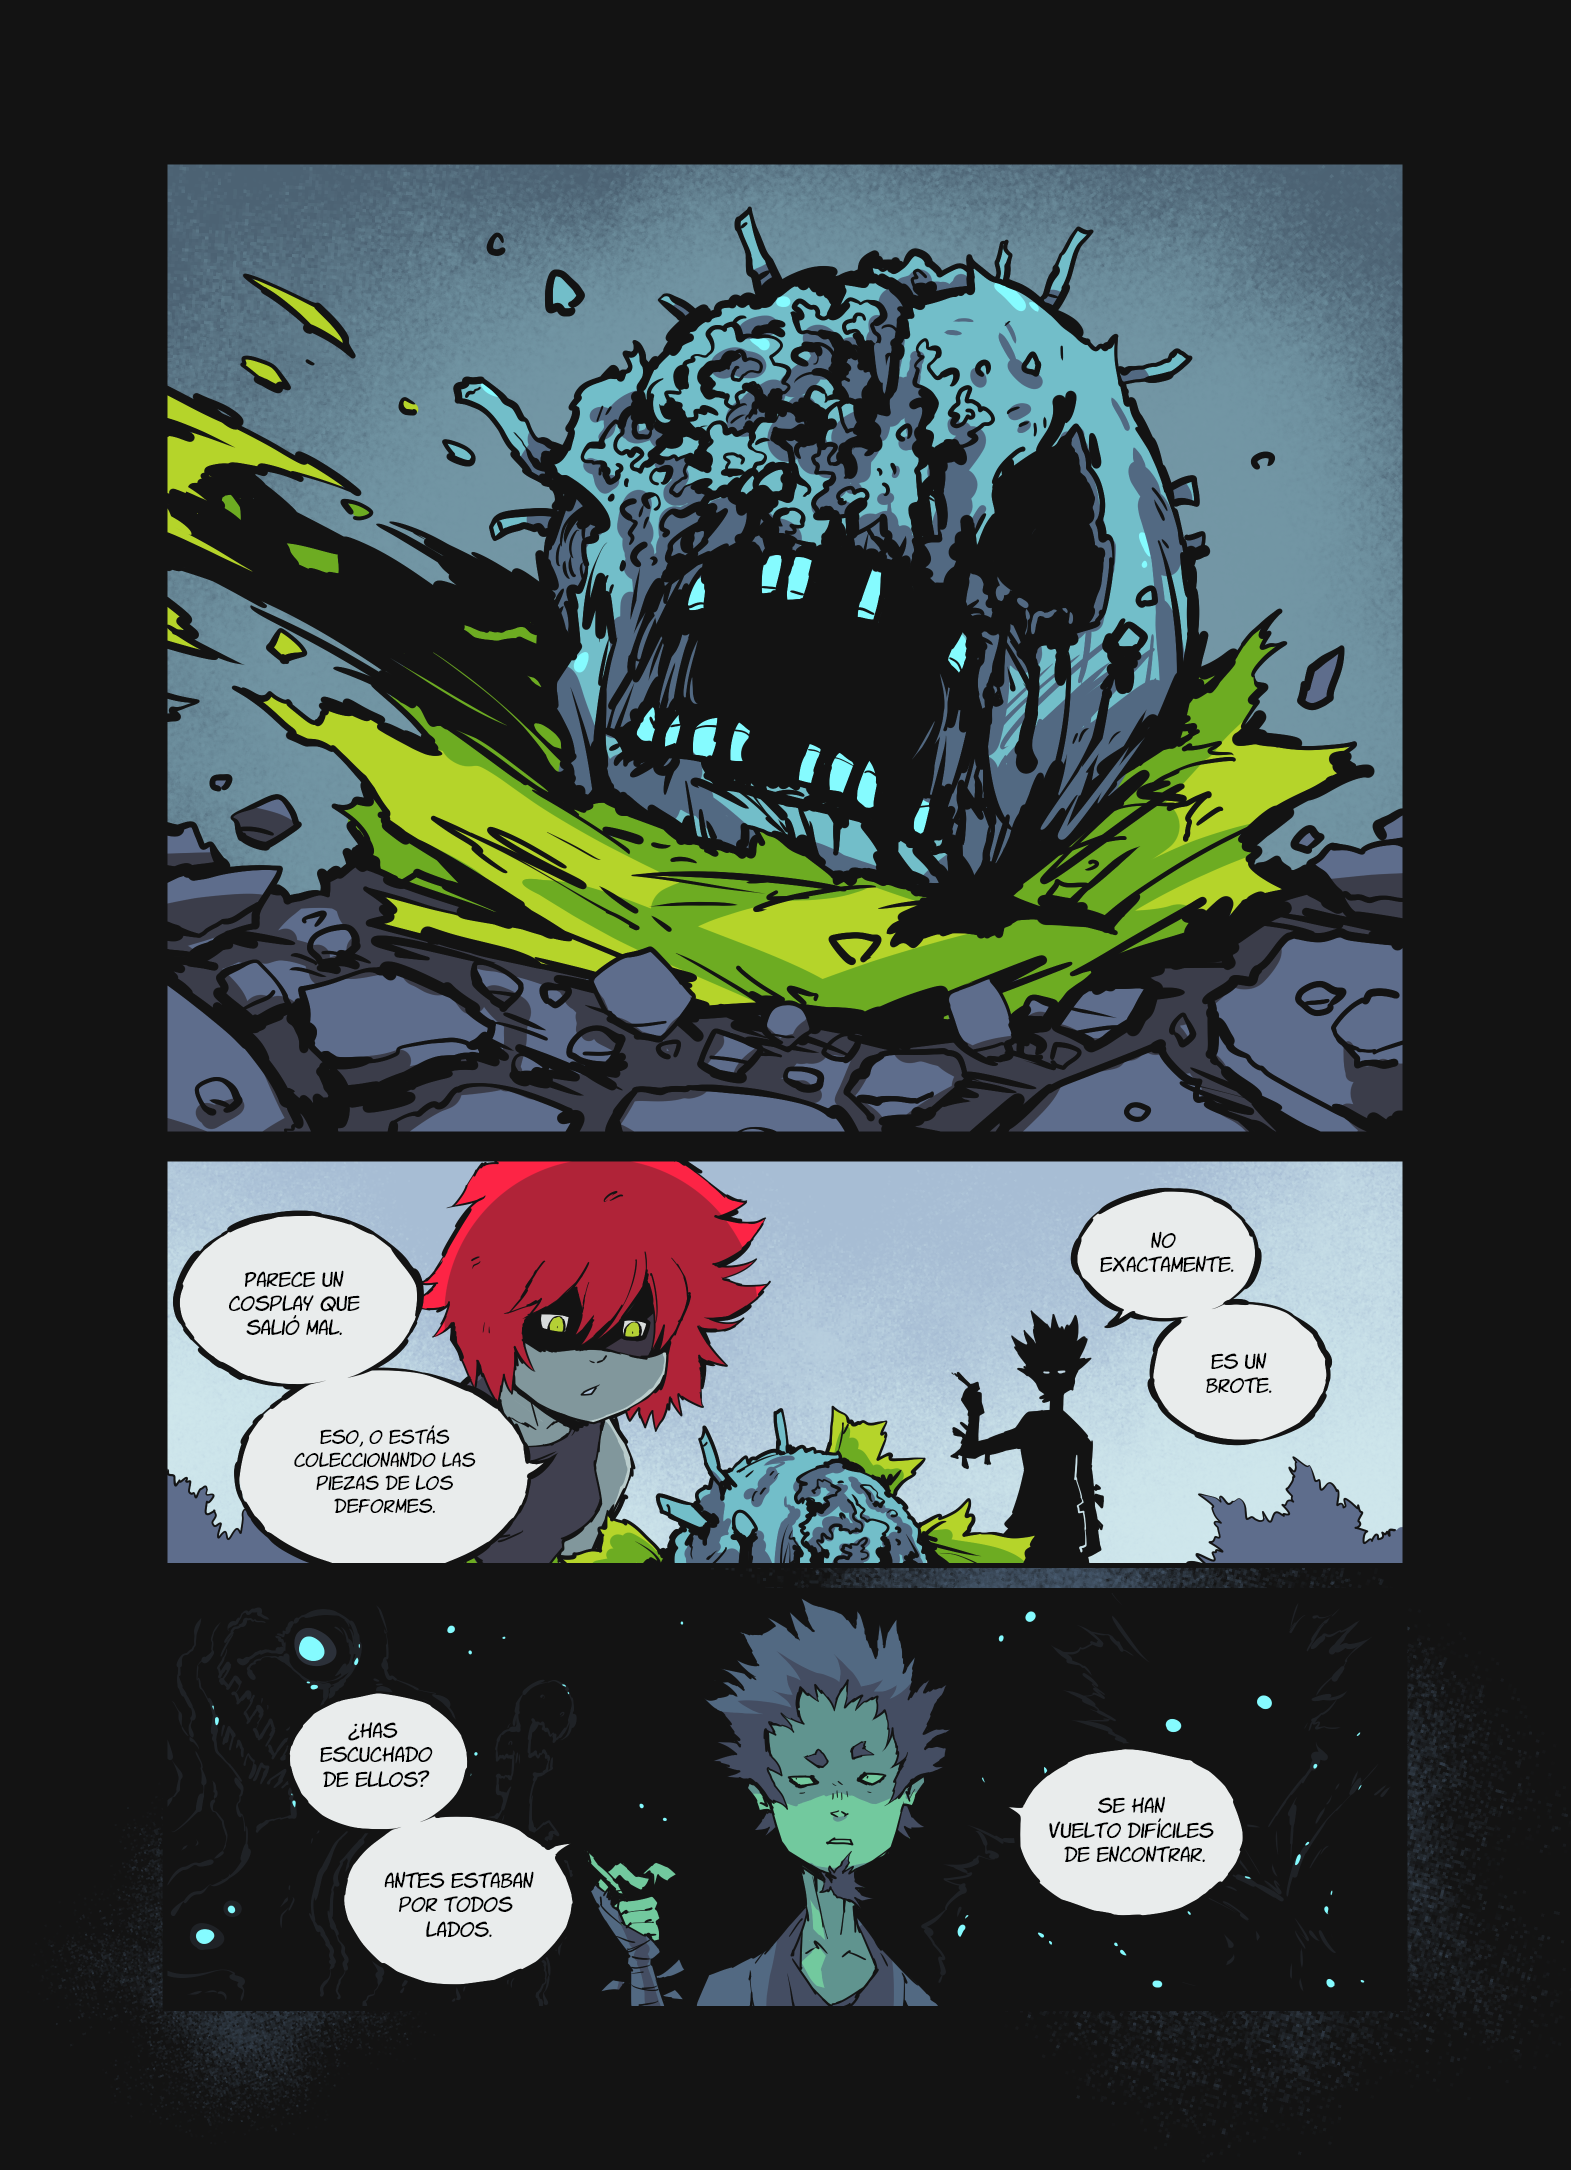 PARECE UN
COSPLAY QUE
SALIÓ MAL.
ESO, O ESTÁS
COLECCIONANDO LAS
PIEZAS DE LOS
DEFORMES.
NO
EXACTAMENTE.
ES UN
BROTE.
¿HAS
ESCUCHADO
DE ELLOS?
ANTES ESTABAN
POR TODOS
LADOS.
SE HAN
VUELTO DIFÍCILES
DE ENCONTRAR.